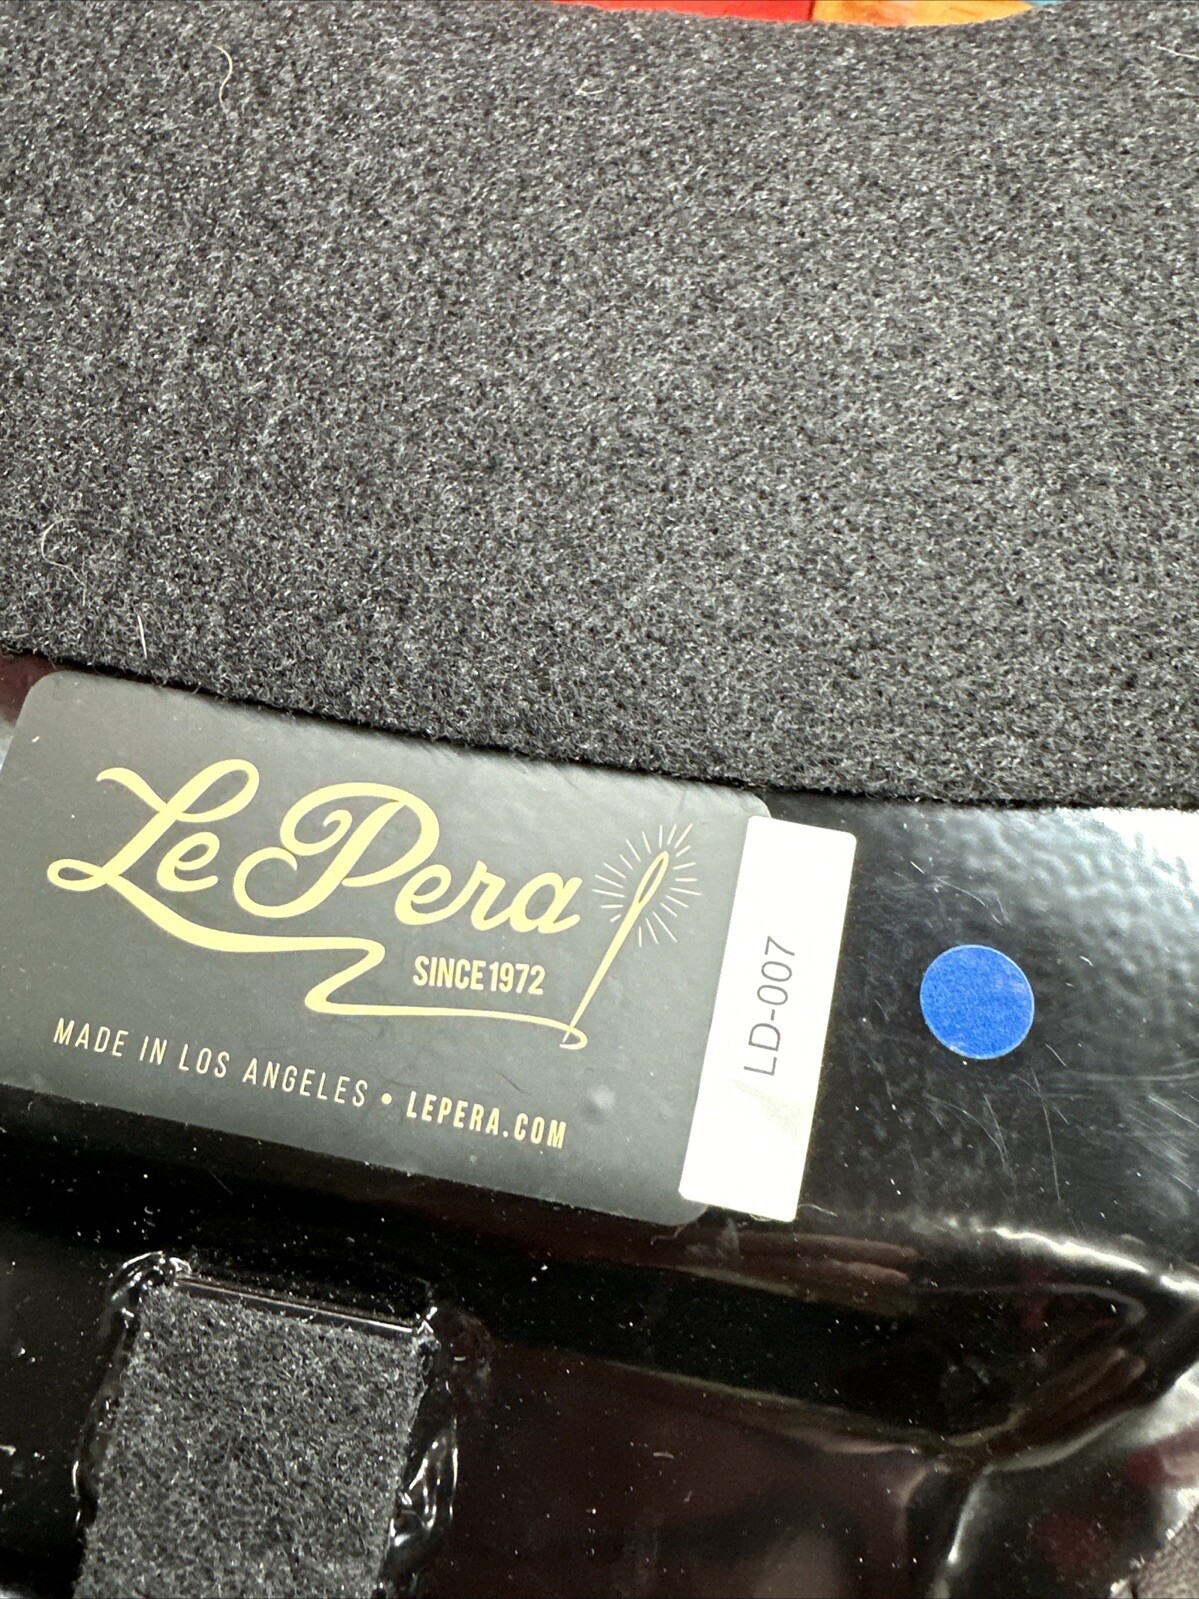 Le Pera
SINCE 1972
MADE IN LOS ANGELES • LEPERA.COM
LD-007